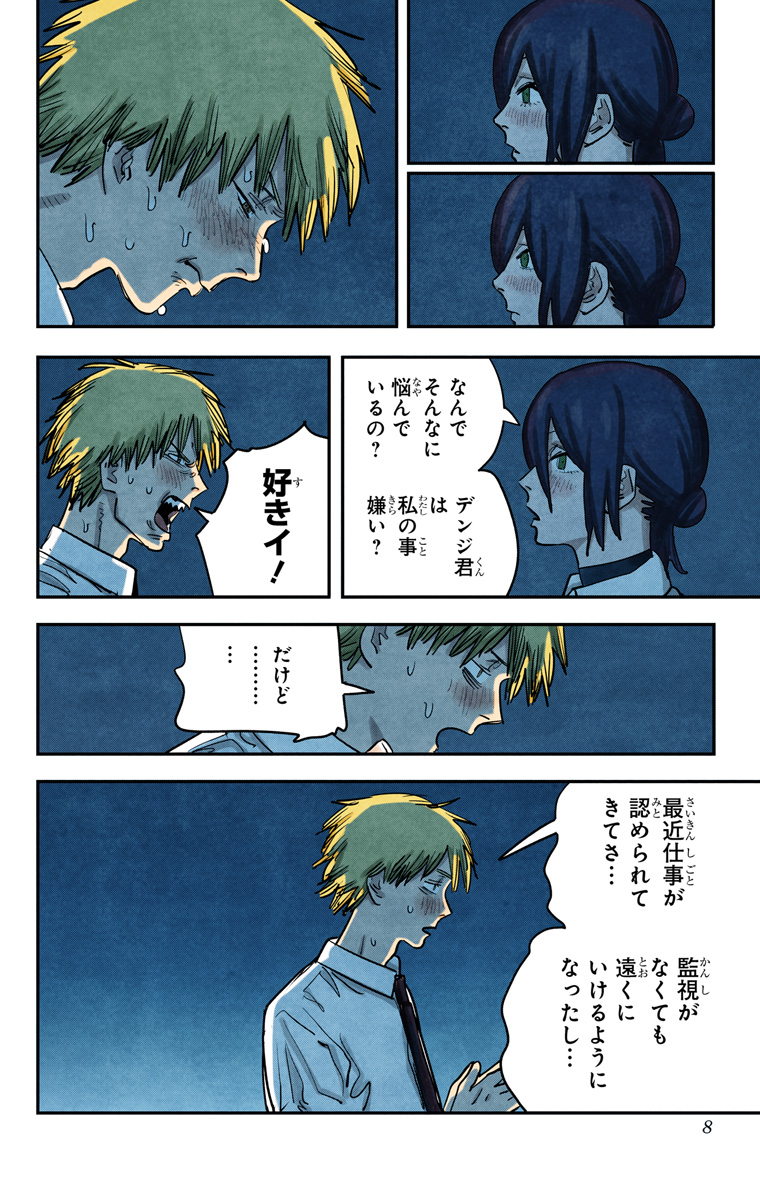 なんで
そんなに
悩んで
いるの？
デンジ君
は
私の事
嫌い？
好きイ！
だけど
………
…
最近仕事が
認められて
きてさ…
監視が
なくても
遠くに
いけるように
なったし…
8